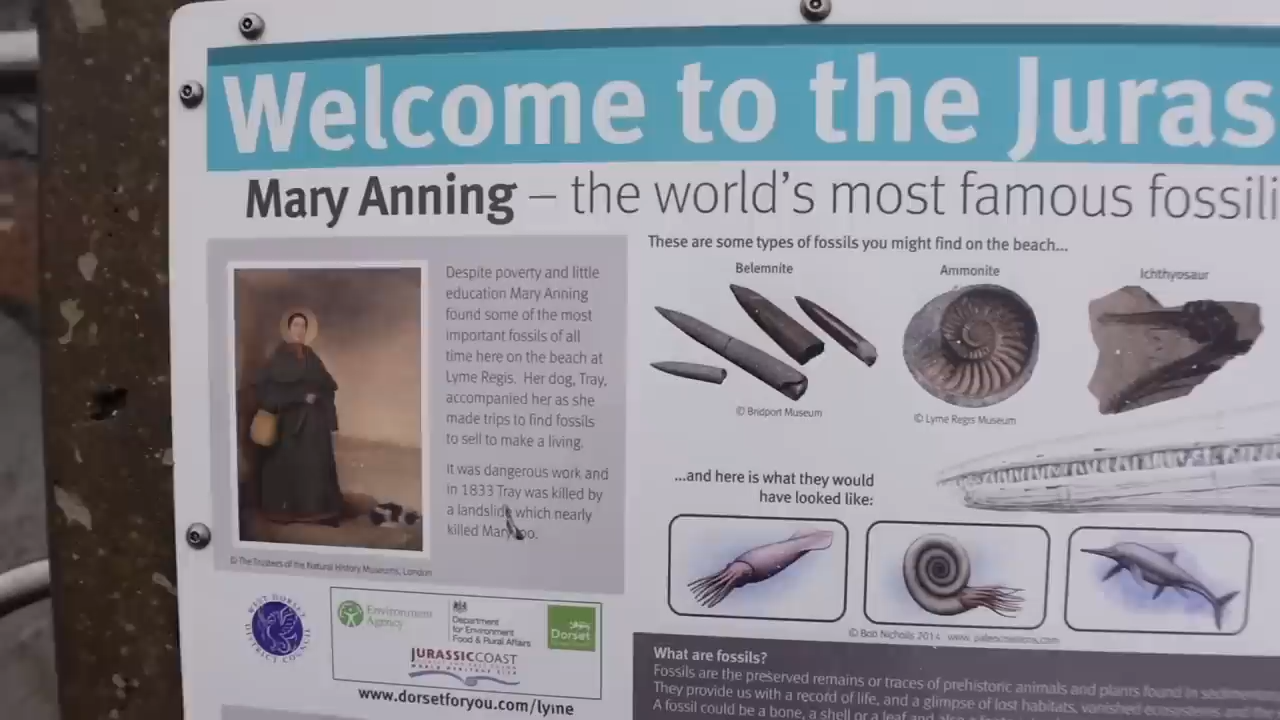 Welcome to the Juras
Mary Anning – the world's most famous fossili
Despite poverty and little
education Mary Anning
found some of the most
important fossils of all
time here on the beach at
Lyme Regis. Her dog, Tray,
accompanied her as she
made trips to find fossils
to sell to make a living.
It was dangerous work and
in 1833 Tray was killed by
a landslide which nearly
killed Mary too.
© The Trustees of the Natural History Museums, London
These are some types of fossils you might find on the beach...
Belemnite
Ammonite
Ichthyosaur
© Bridport Museum
© Lyme Regis Museum
...and here is what they would
have looked like:
© Bob Nicholls 2014 www.paleocreations.com
WEST DORSET DISTRICT COUNCIL
Environment
Agency
Department
for Environment
Food & Rural Affairs
Dorset
JURASSIC COAST
WORLD HERITAGE SITE
www.dorsetforyou.com/lyme
What are fossils?
Fossils are the preserved remains or traces of prehistoric animals and plants found in sedimen
They provide us with a record of life, and a glimpse of lost habitats, vanished ecosystems and the
A fossil could be a bone, a shell or a leaf and also a